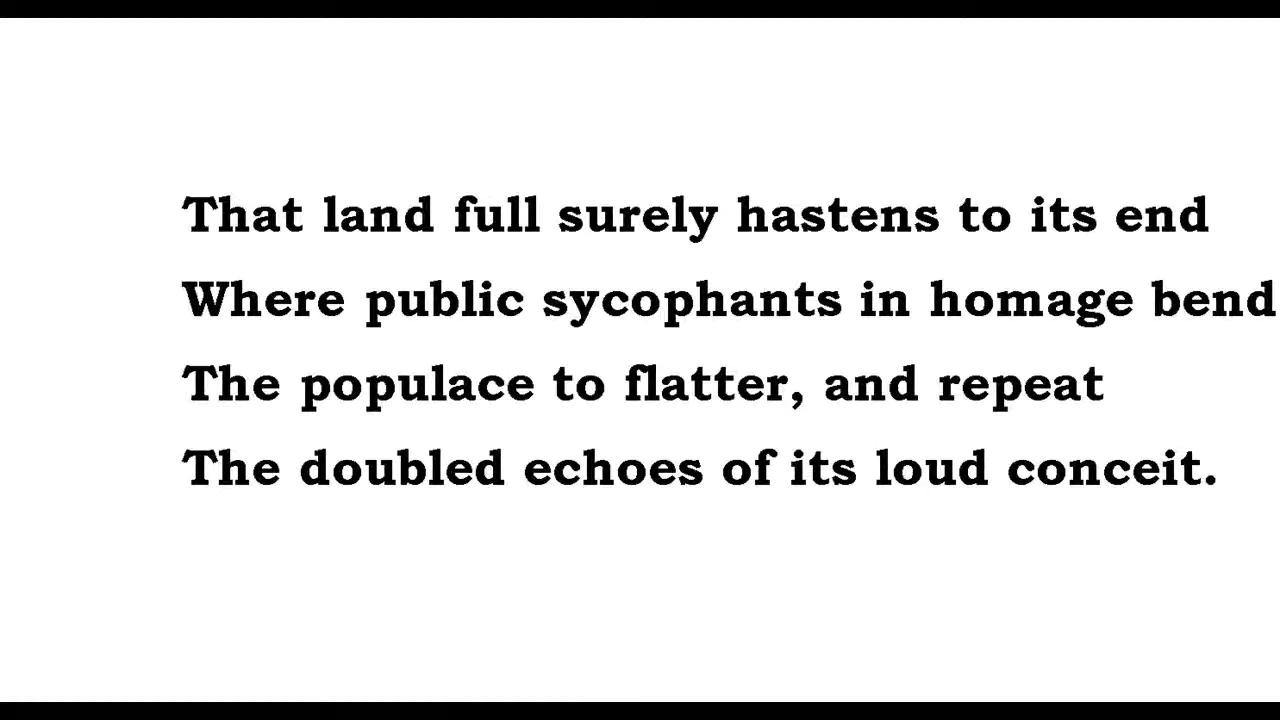 That land full surely hastens to its end
Where public sycophants in homage bend
The populace to flatter, and repeat
The doubled echoes of its loud conceit.